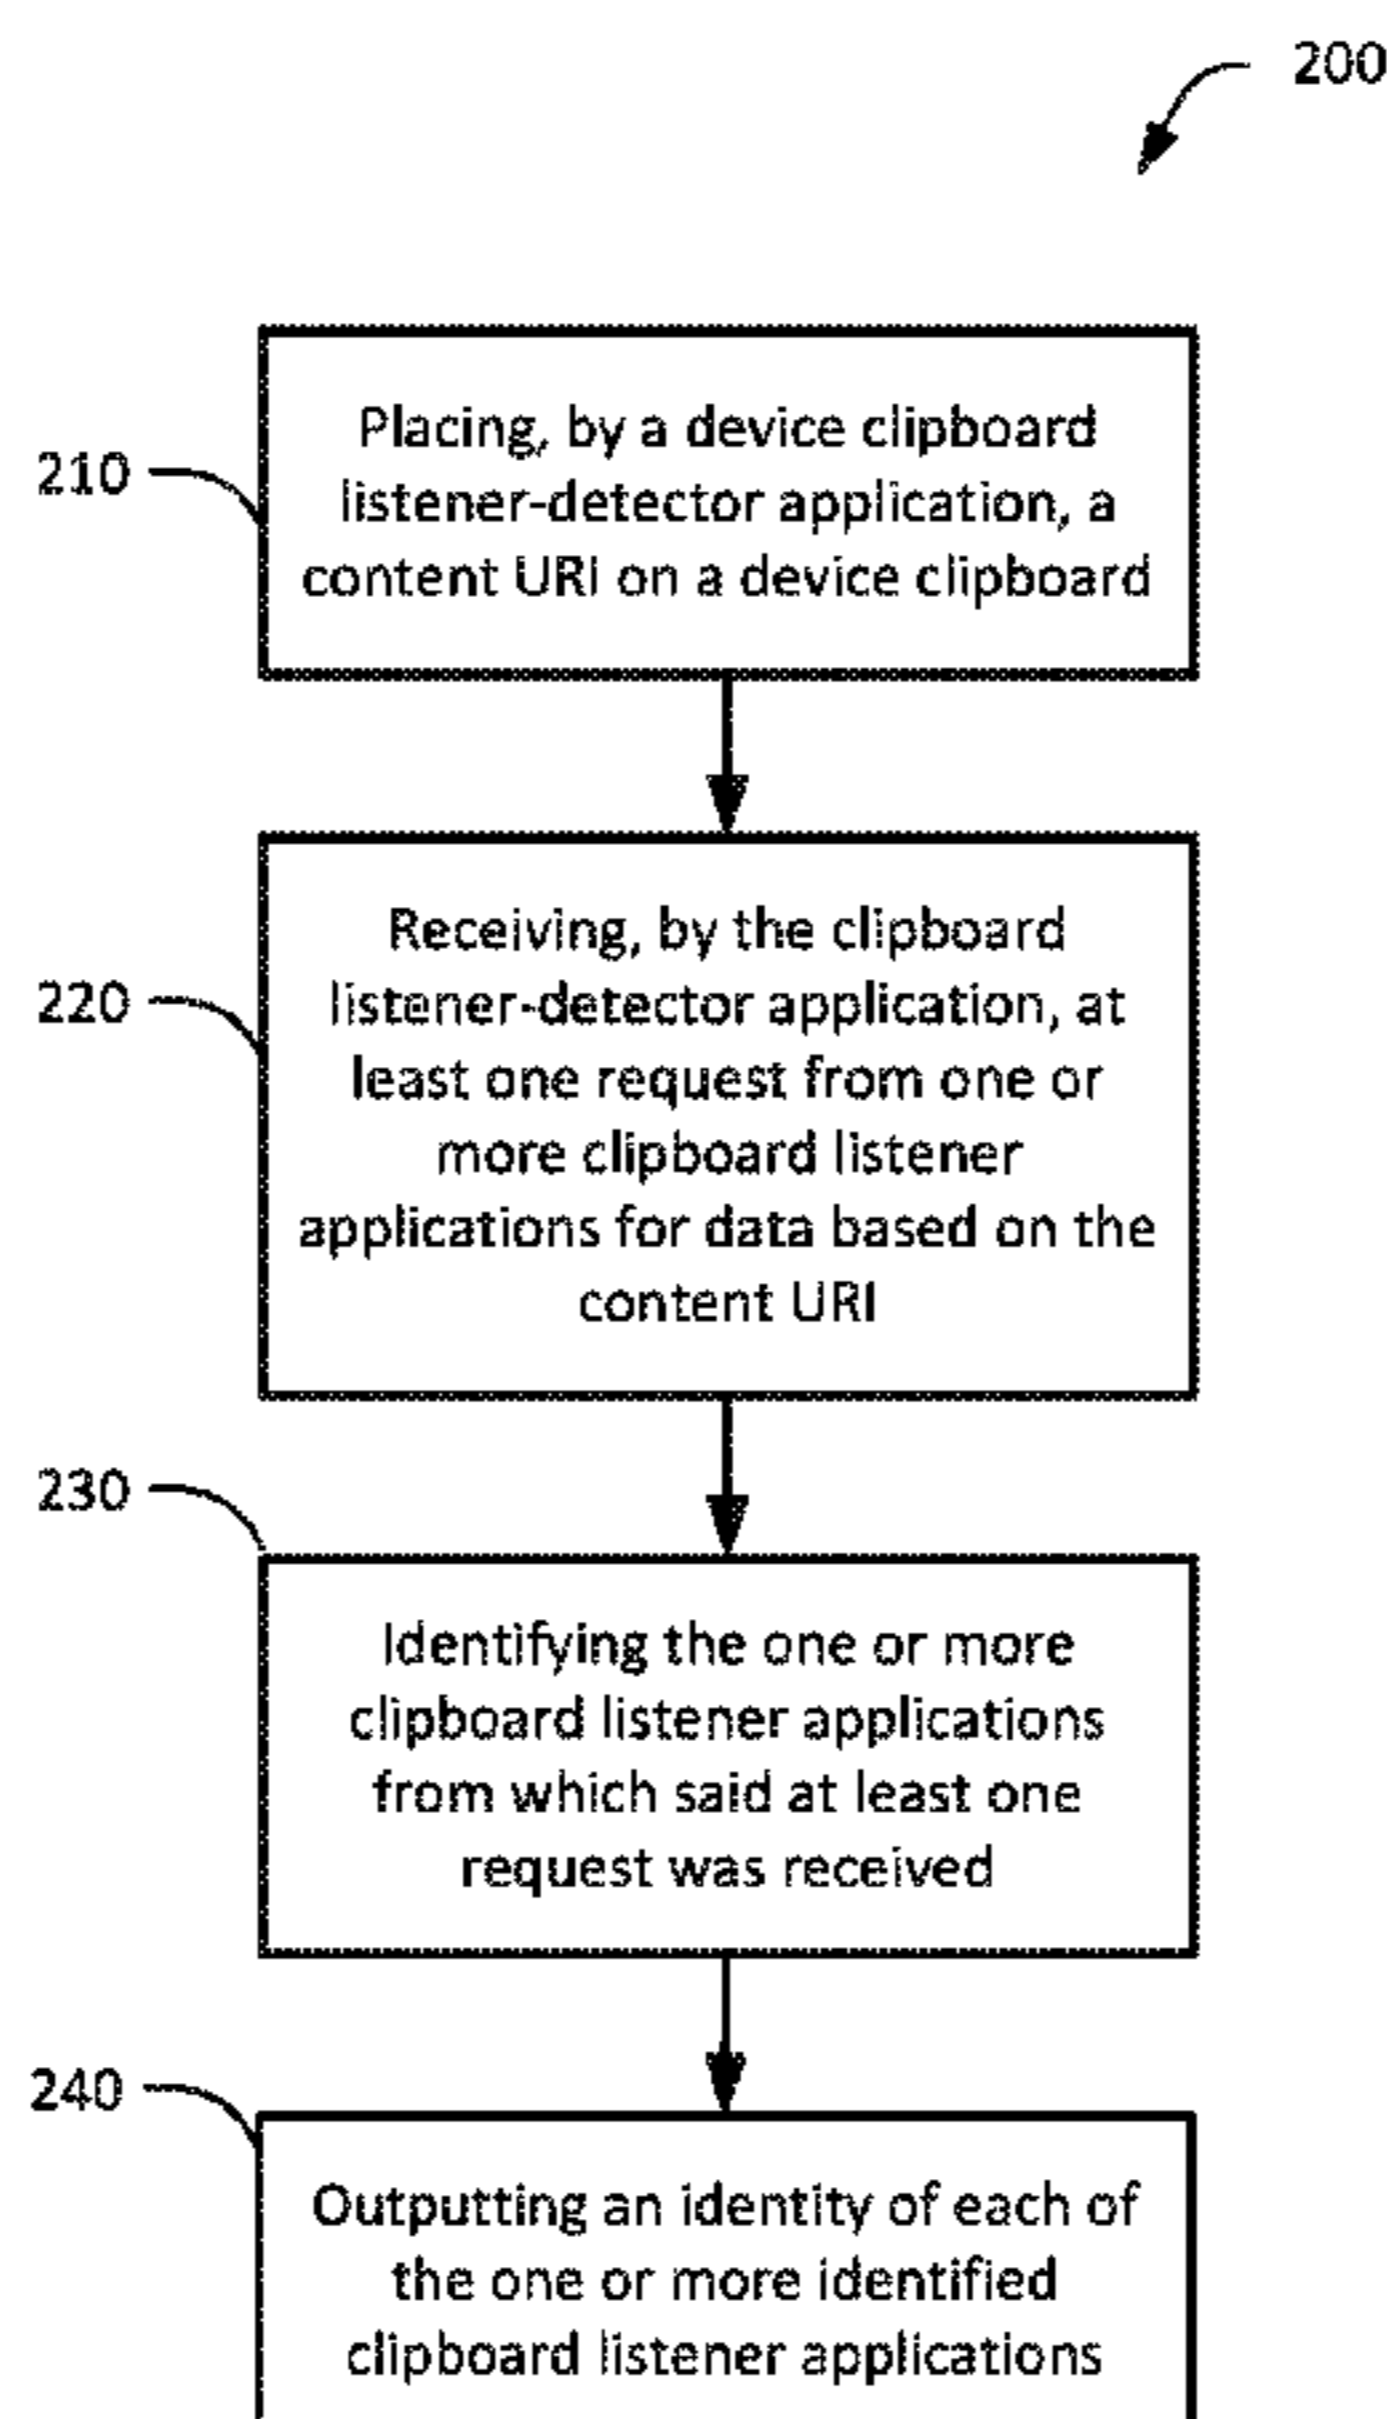 200
210
Placing, by a device clipboard
listener-detector application, a
content URI on a device clipboard
220
Receiving, by the clipboard
listener-detector application, at
least one request from one or
more clipboard listener
applications for data based on the
content URI
230
Identifying the one or more
clipboard listener applications
from which said at least one
request was received
240
Outputting an identity of each of
the one or more identified
clipboard listener applications